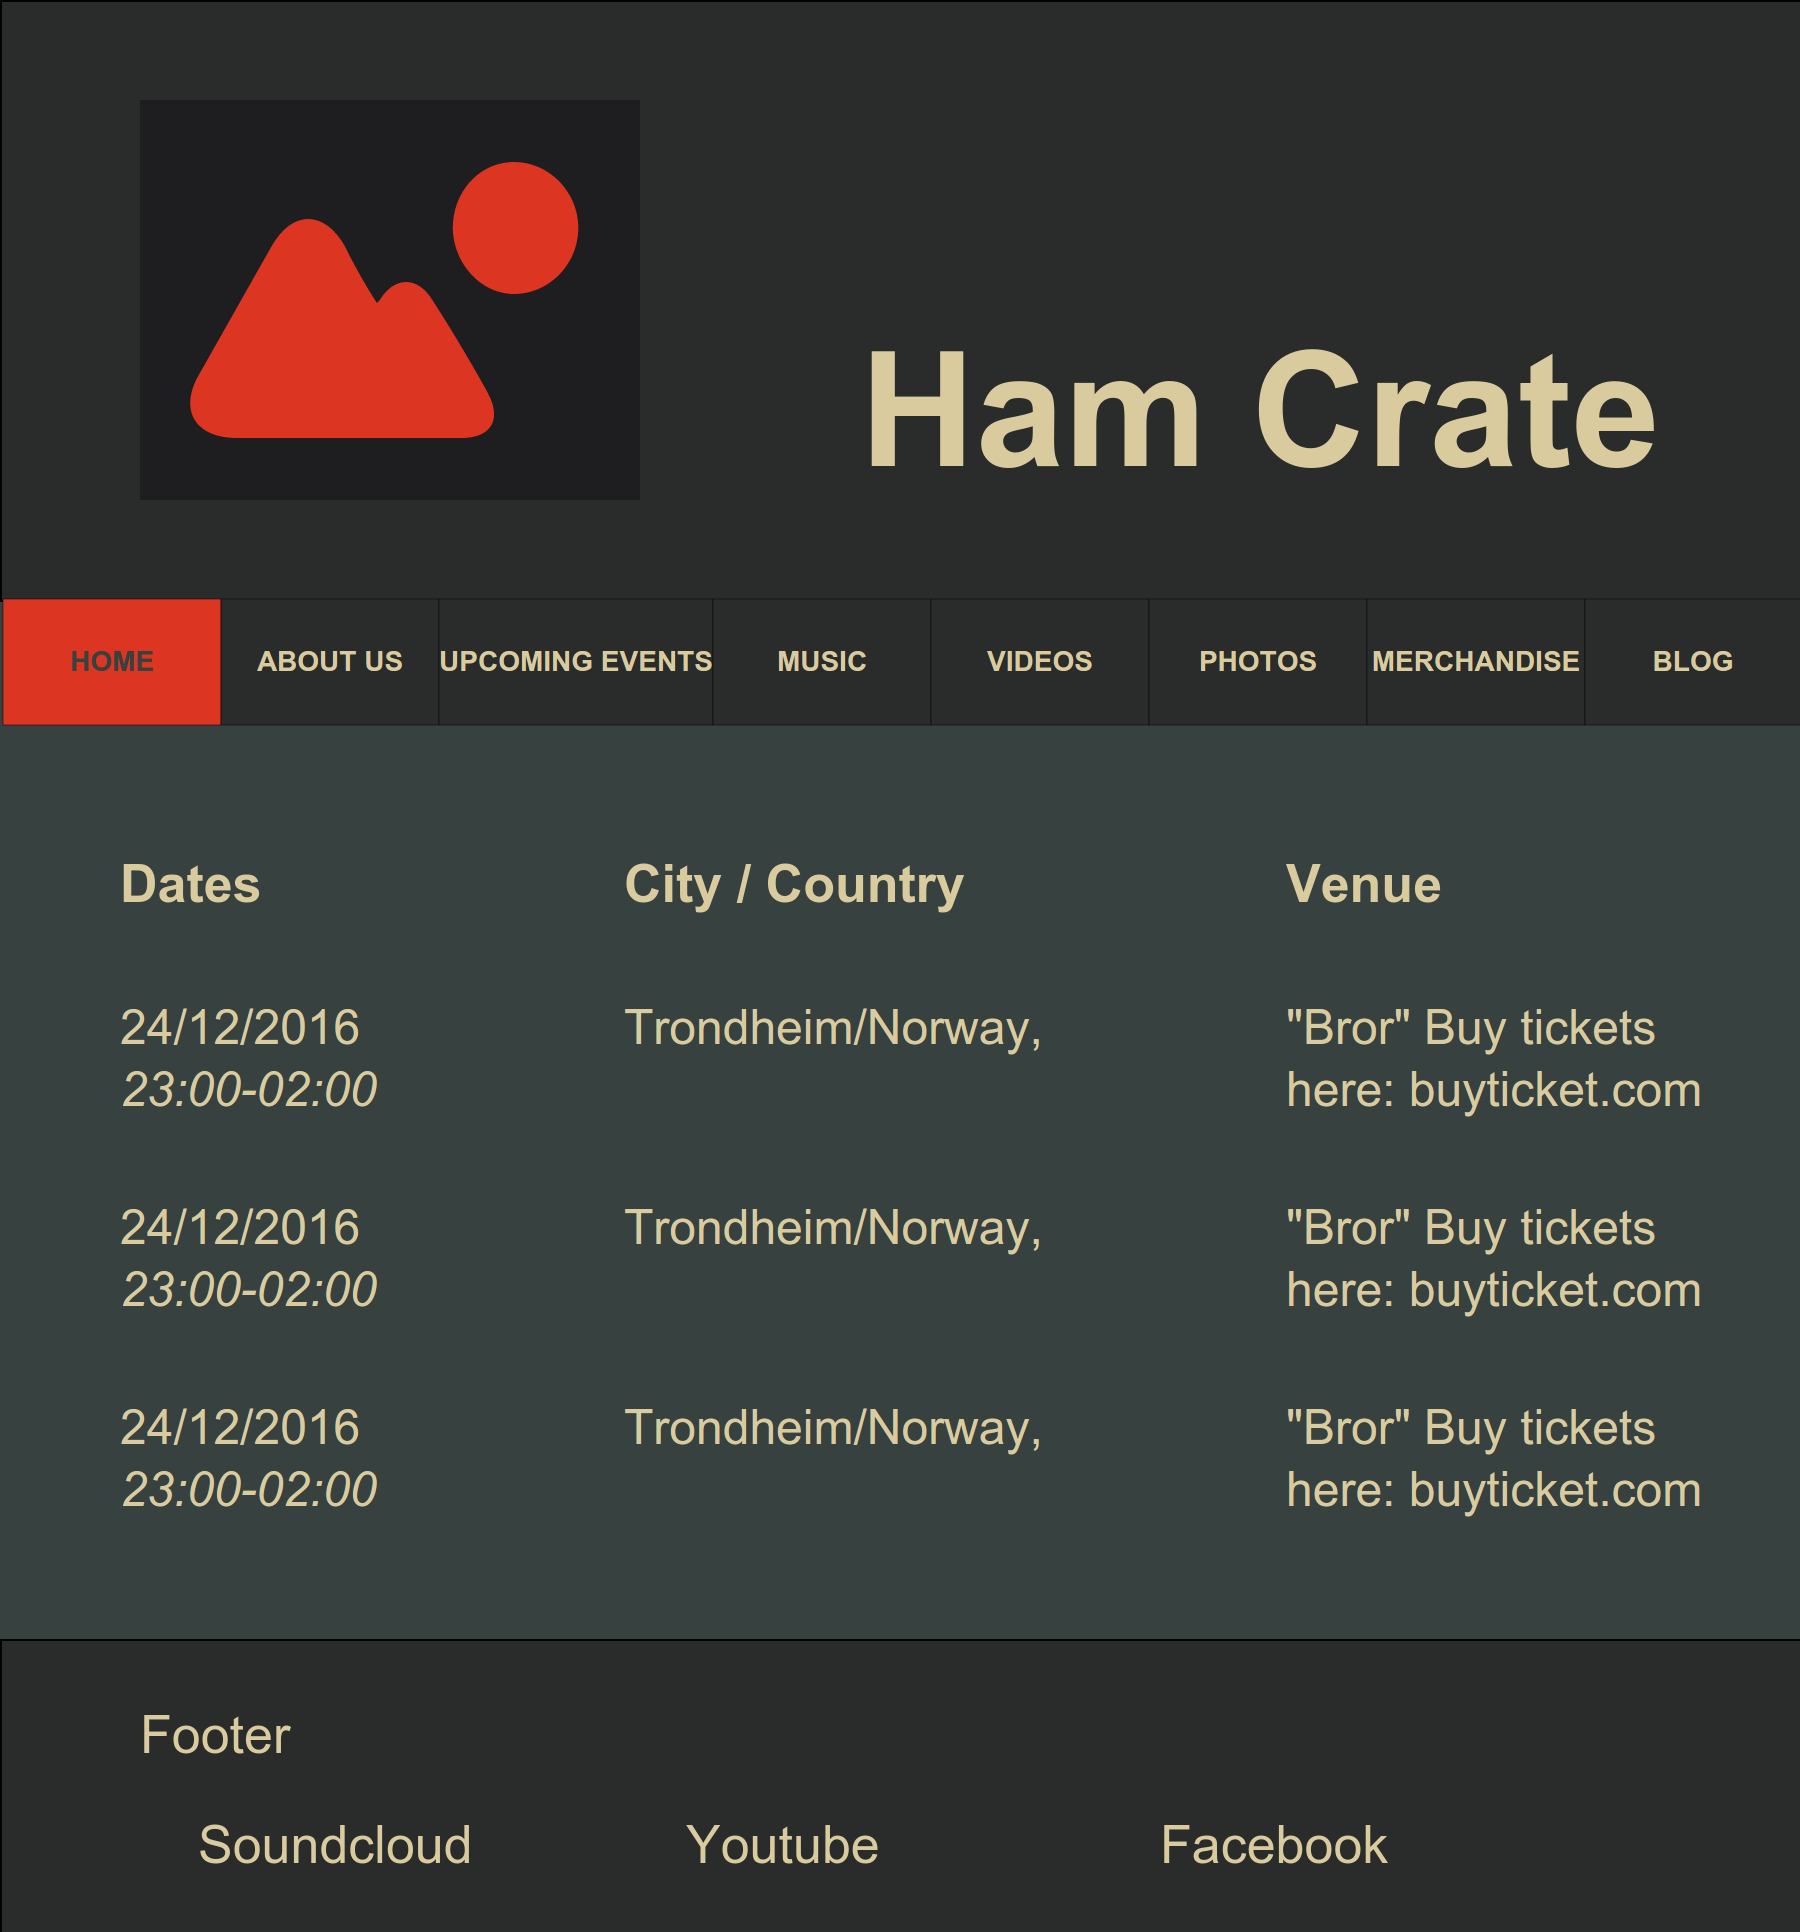 Ham Crate
HOME ABOUT US UPCOMING EVENTS MUSIC VIDEOS PHOTOS MERCHANDISE BLOG
Dates City / Country Venue
24/12/2016 Trondheim/Norway, "Bror" Buy tickets
23:00-02:00 here: buyticket.com
24/12/2016 Trondheim/Norway, "Bror" Buy tickets
23:00-02:00 here: buyticket.com
24/12/2016 Trondheim/Norway, "Bror" Buy tickets
23:00-02:00 here: buyticket.com
Footer
Soundcloud Youtube Facebook